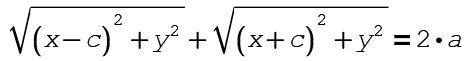 √((x−c)² + y²) + √((x+c)² + y²) = 2•a